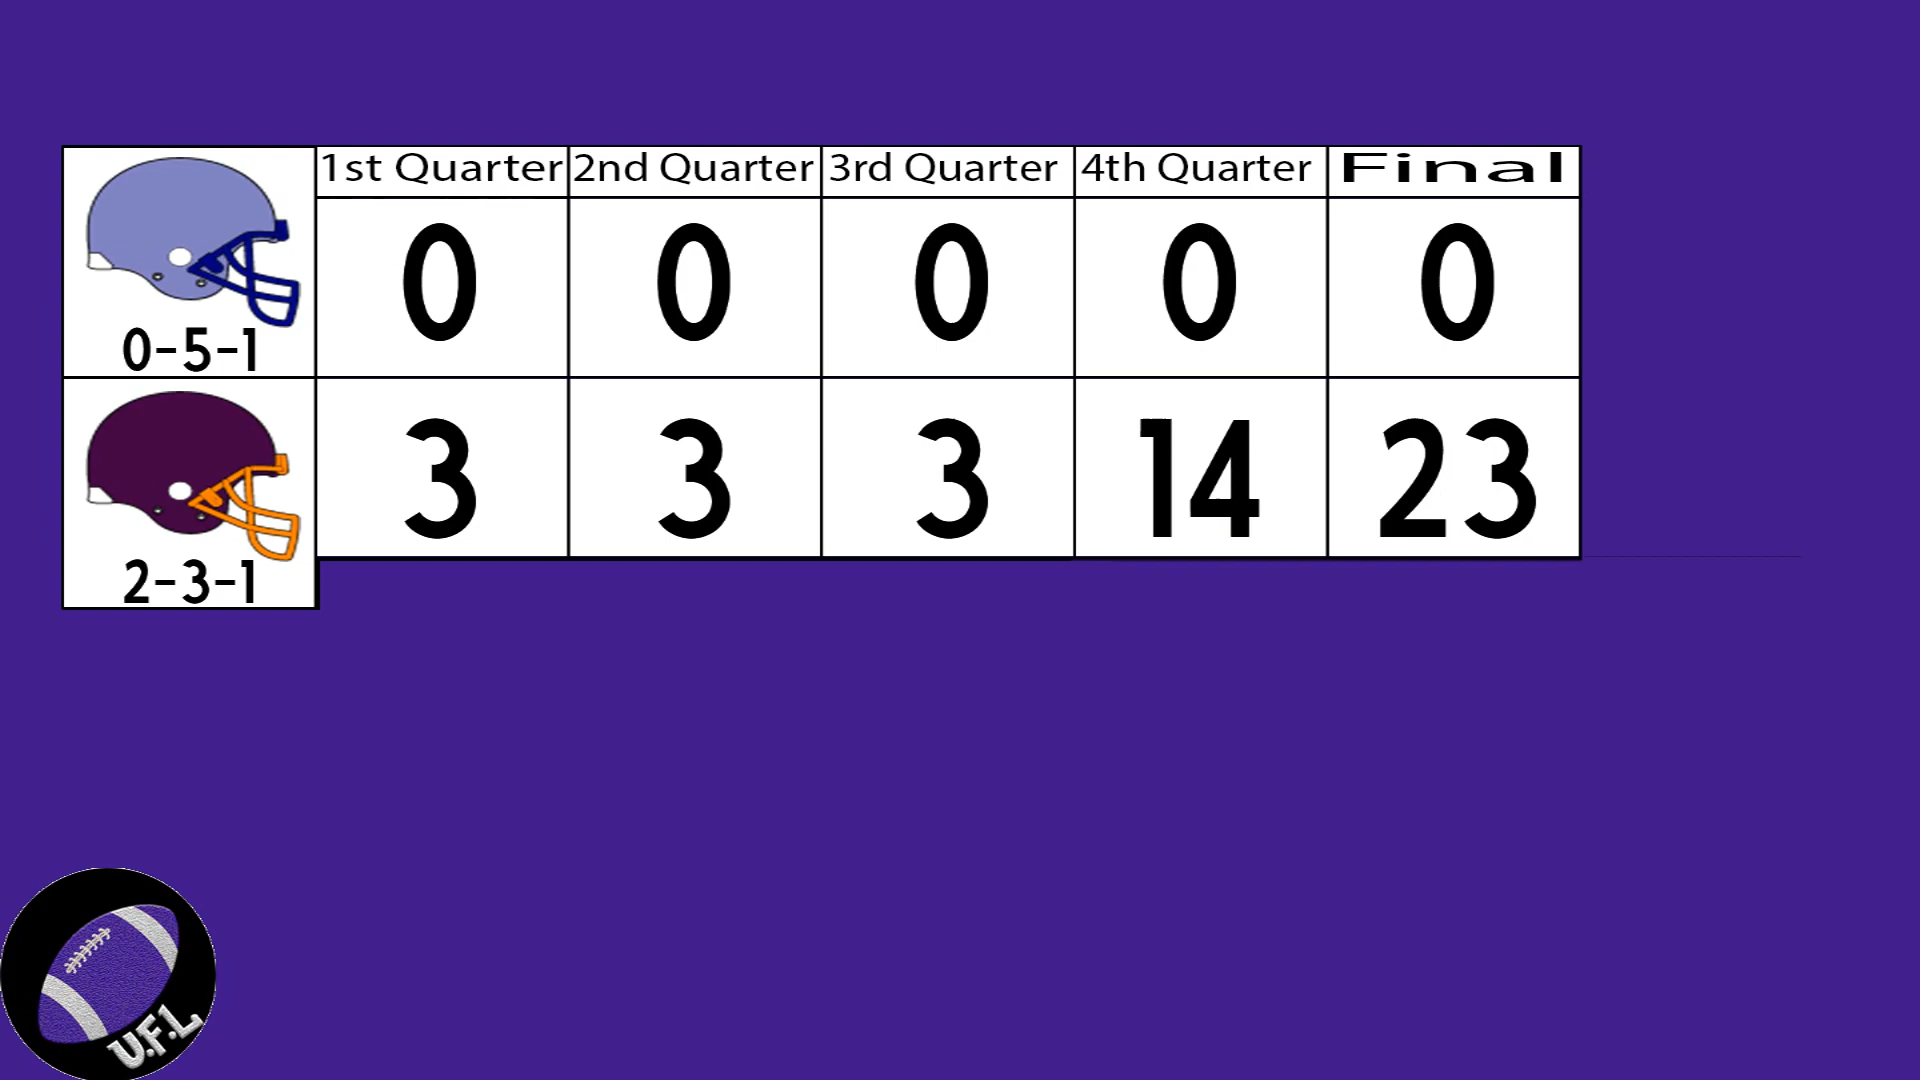 1st Quarter 2nd Quarter 3rd Quarter 4th Quarter Final
0 0 0 0 0
0-5-1
3 3 3 14 23
2-3-1
U.F.L